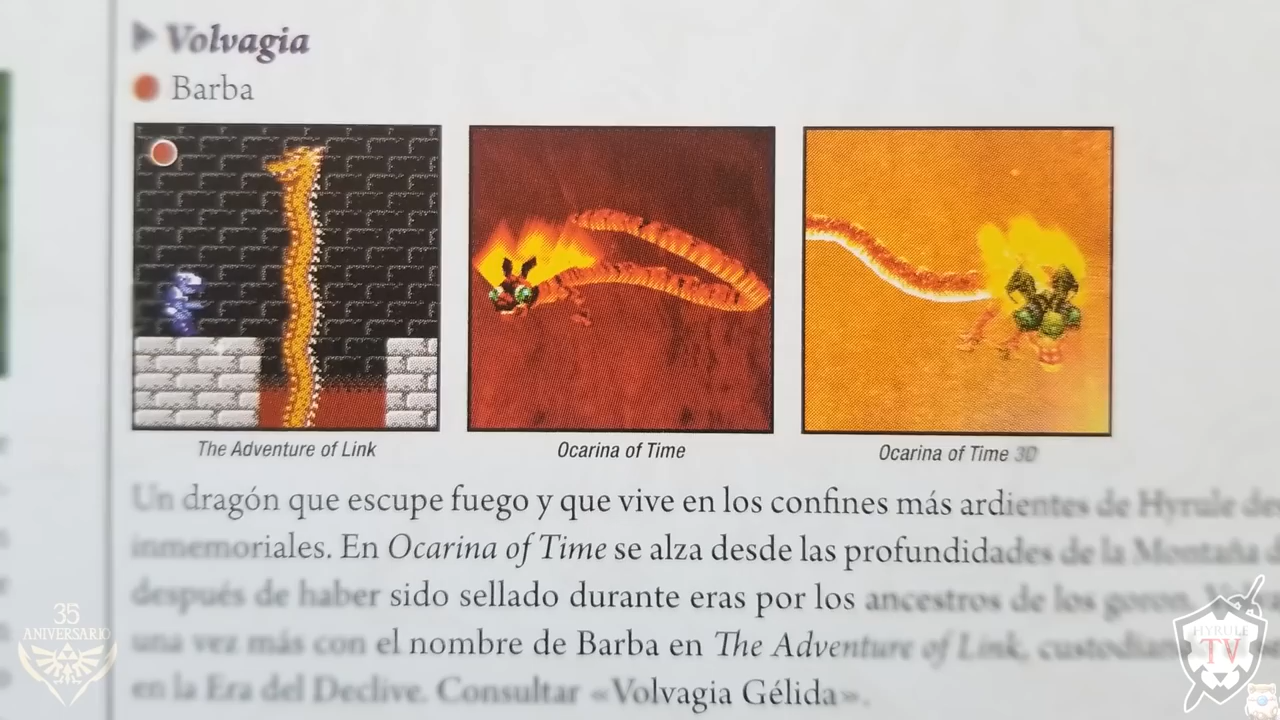 Volvagia
Barba
The Adventure of Link
Ocarina of Time
Ocarina of Time 3D
Un dragón que escupe fuego y que vive en los confines más ardientes de Hyrule
inmemoriales. En Ocarina of Time se alza desde las profundidades de la Montaña
después de haber sido sellado durante eras por los ancestros de los goron.
una vez más con el nombre de Barba en The Adventure of Link,
en la Era del Declive. Consultar «Volvagia Gélida».
35
ANIVERSARIO
HYRULE
TV